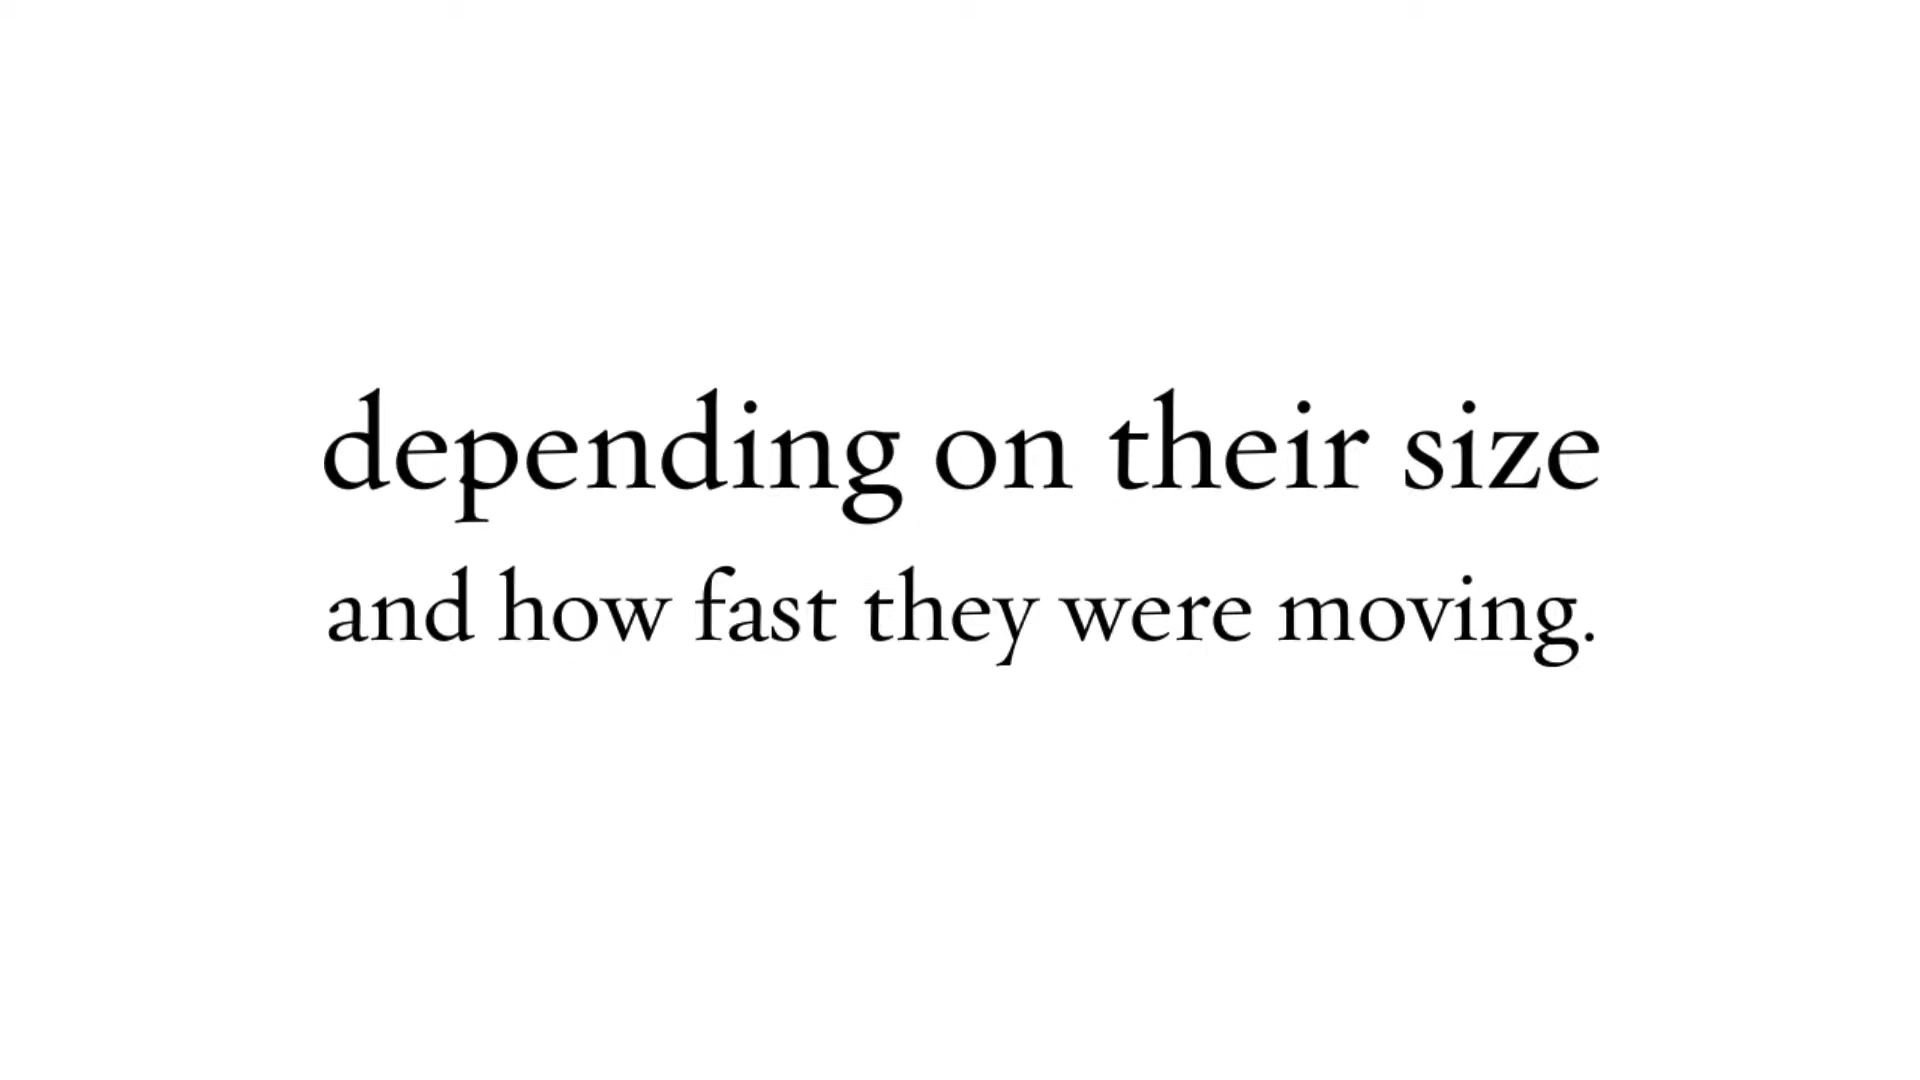 depending on their size
and how fast they were moving.